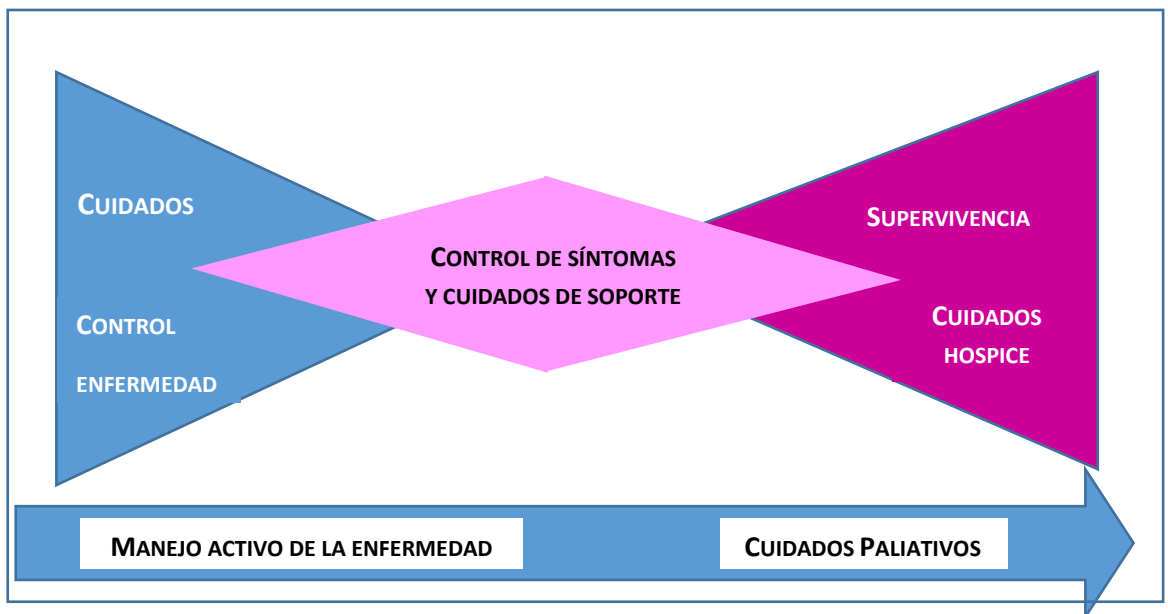 CUIDADOS
CONTROL
ENFERMEDAD
CONTROL DE SÍNTOMAS
Y CUIDADOS DE SOPORTE
SUPERVIVENCIA
CUIDADOS
HOSPICE
MANEJO ACTIVO DE LA ENFERMEDAD
CUIDADOS PALIATIVOS